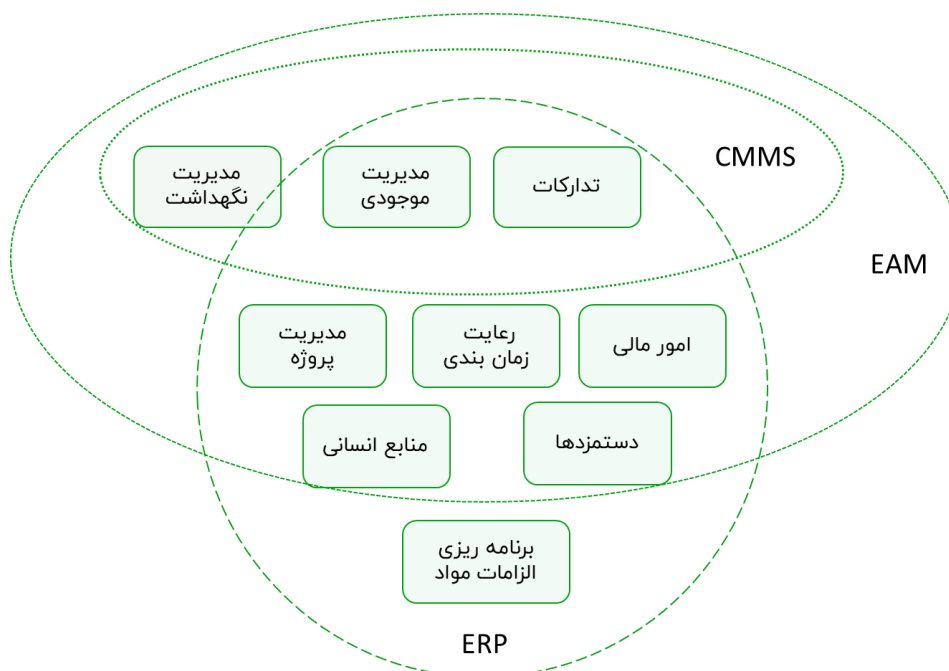 CMMS
تدارکات
مدیریت
موجودی
مدیریت
نگهداشت
EAM
امور مالی
رعایت
زمان بندی
مدیریت
پروژه
دستمزدها
منابع انسانی
برنامه ریزی
الزامات مواد
ERP